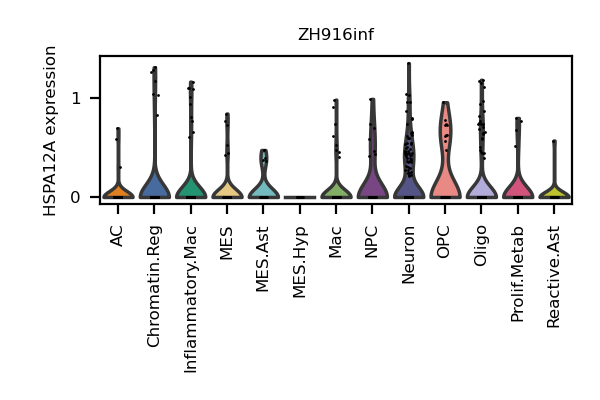 ZH916inf
HSPA12A expression
1
0
AC
Chromatin.Reg
Inflammatory.Mac
MES
MES.Ast
MES.Hyp
Mac
NPC
Neuron
OPC
Oligo
Prolif.Metab
Reactive.Ast